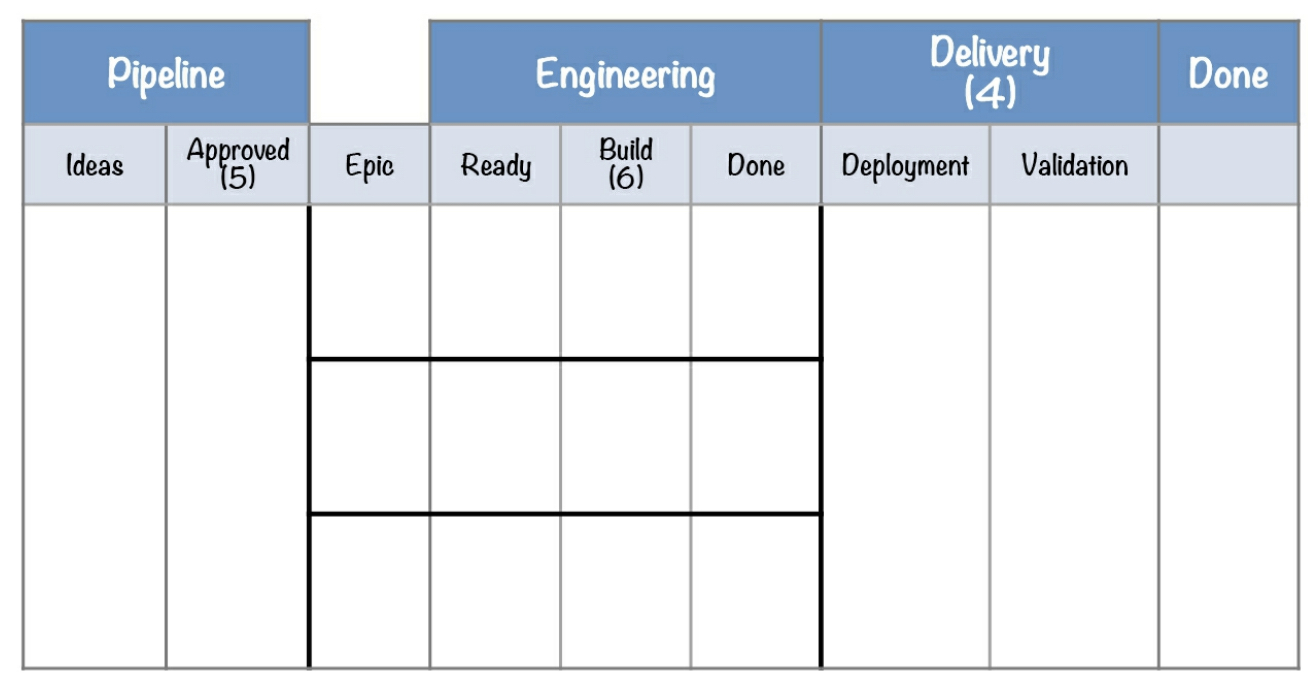 Pipeline
Engineering
Delivery
(4)
Done
Ideas
Approved
(5)
Epic
Ready
Build
(6)
Done
Deployment
Validation